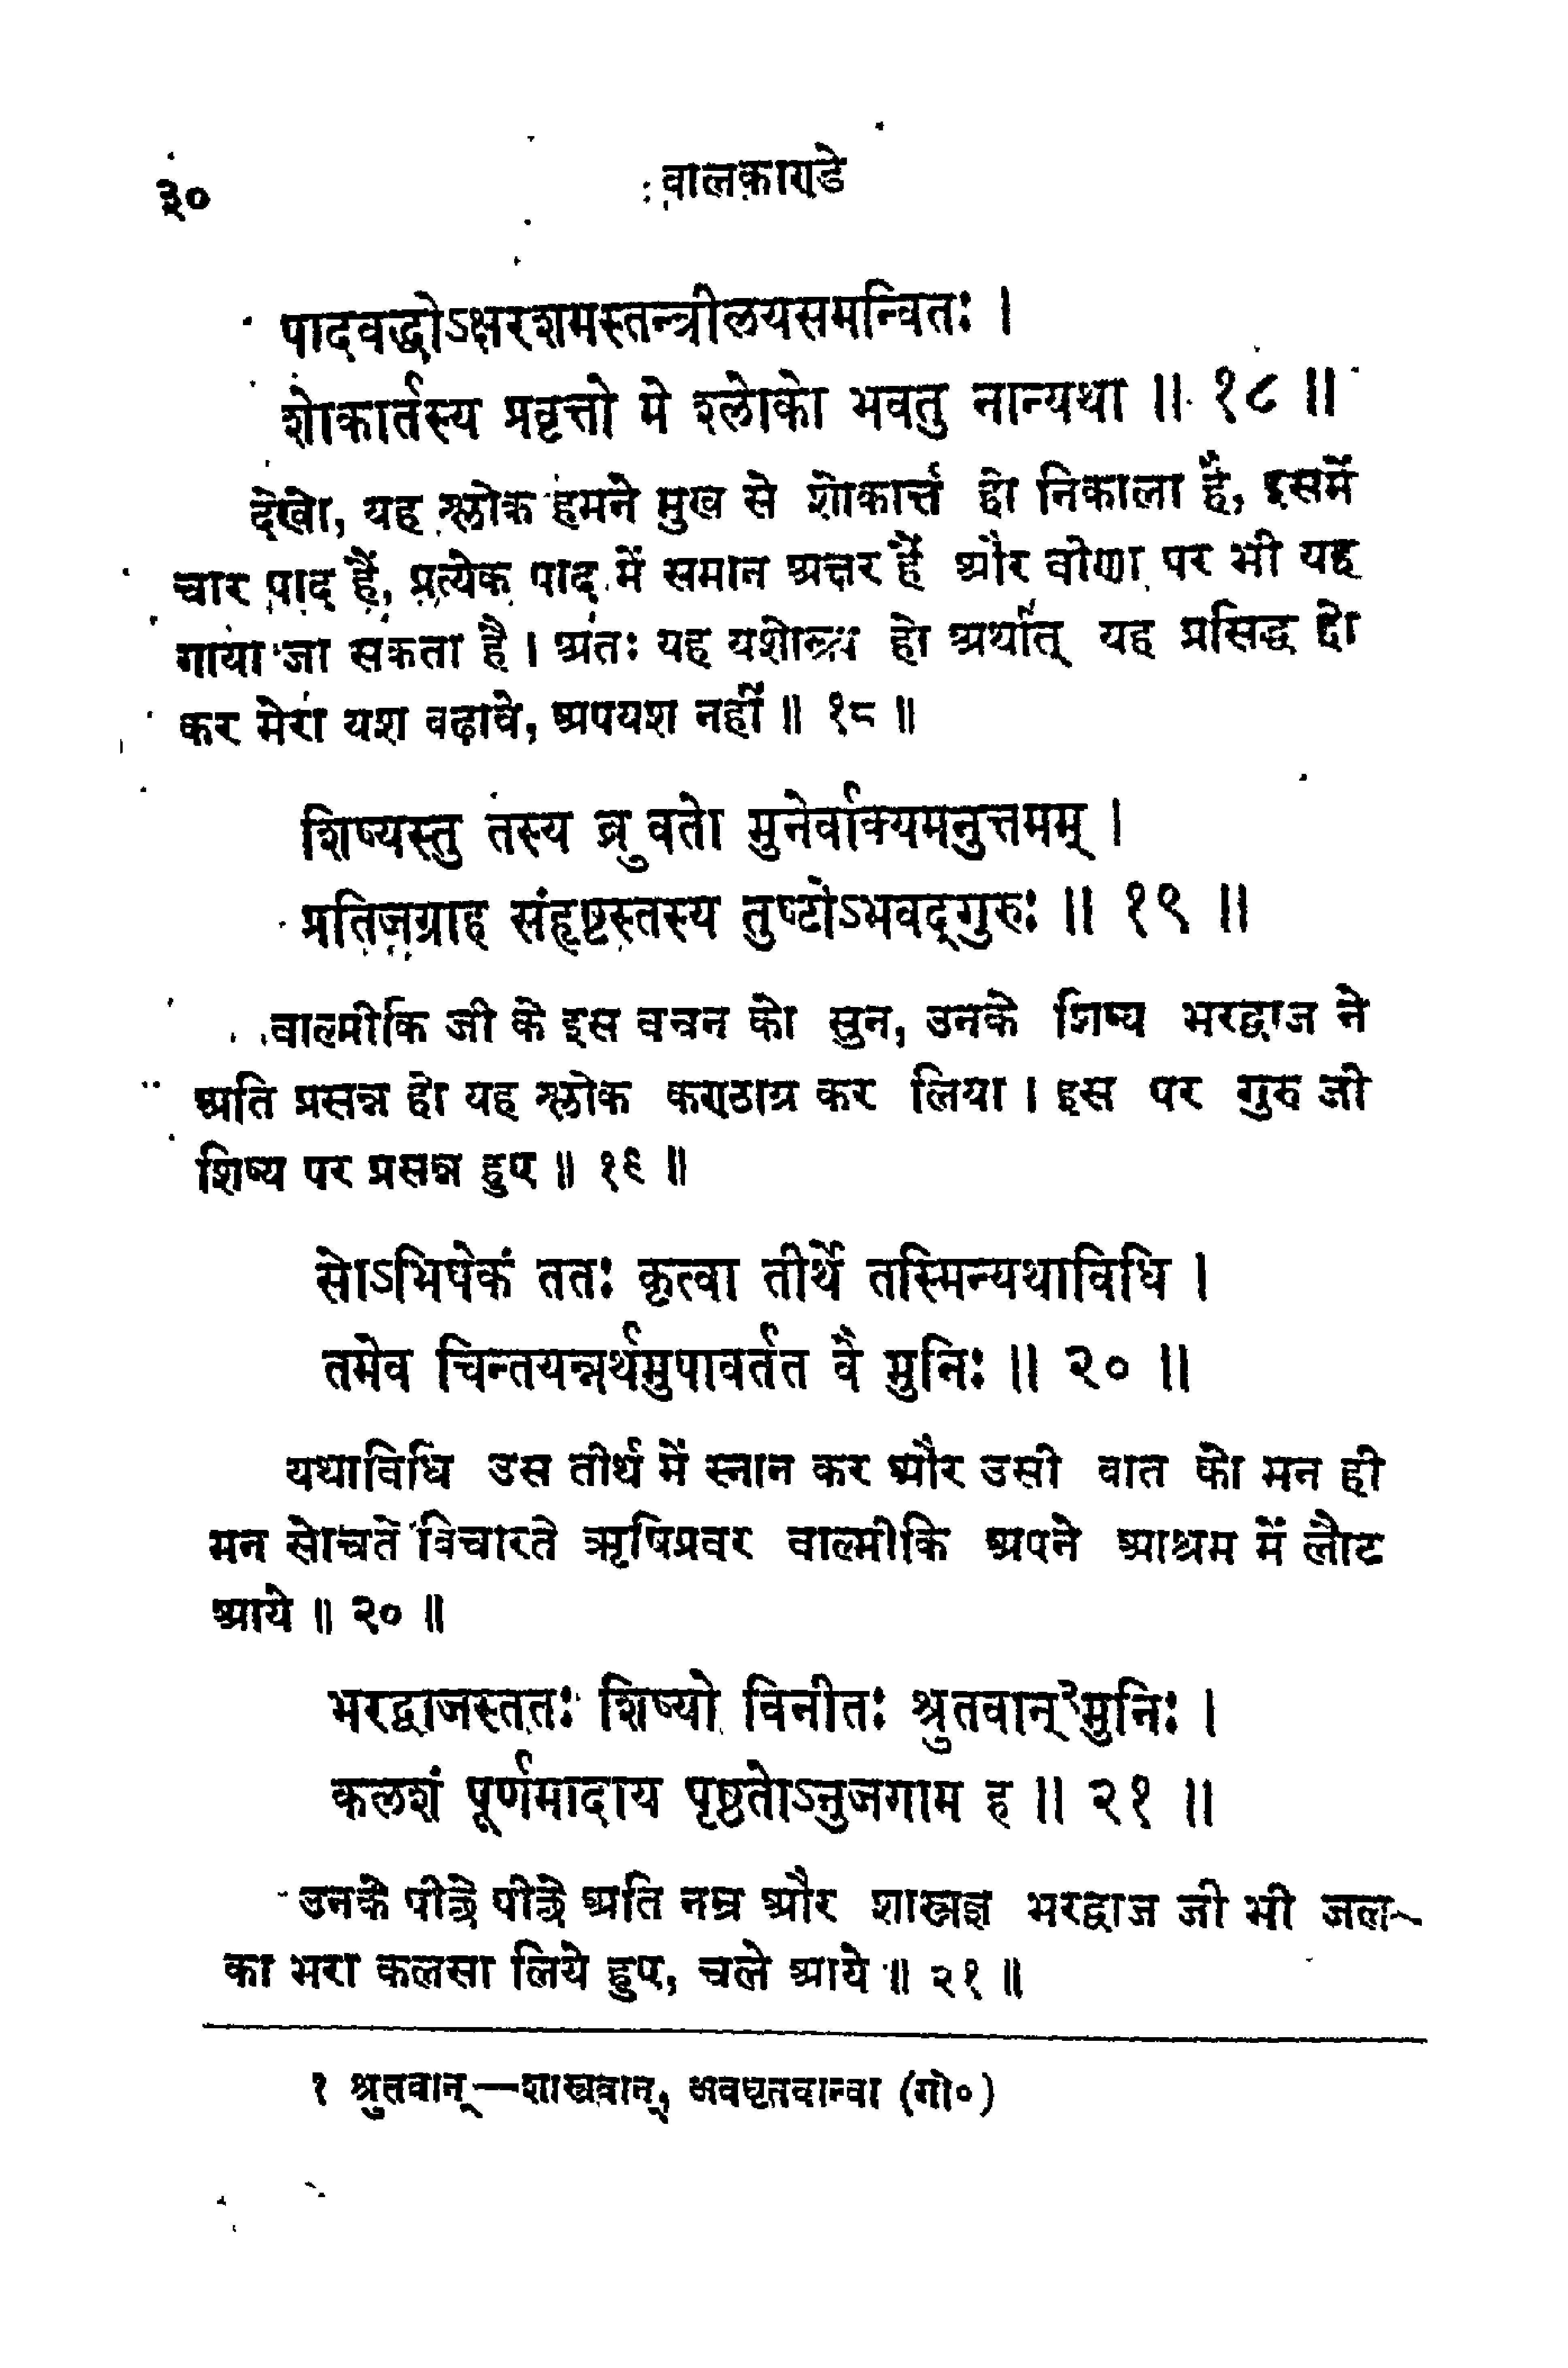 ३० वालकाण्डे
पादवद्धोऽक्षरशमस्तन्त्रीलयसमन्वितः ।
शोकार्तस्य प्रवृत्तो मे श्लोको भवतु नान्यथा ॥ १८ ॥
देखो, यह श्लोक हमने मुख से शोकार्त्त हो निकाला है, इसमें
चार पाद हैं, प्रत्येक पाद में समान अक्षर हैं और वीणा पर भी यह
गाया जा सकता है । अतः यह यशोरूप हो अर्थात् यह प्रसिद्ध हो
कर मेरा यश वढ़ावे, अपयश नहीं ॥ १८ ॥
शिष्यस्तु तस्य ब्रुवतो मुनेर्वाक्यमनुत्तमम् ।
प्रतिजग्राह संहृष्टस्तस्य तुष्टोऽभवद्गुरुः ॥ १९ ॥
वाल्मीकि जी के इस वचन को सुन, उनके शिष्य भरद्वाज ने
अति प्रसन्न हो यह श्लोक कण्ठाग्र कर लिया । इस पर गुरु जी
शिष्य पर प्रसन्न हुए ॥ १९ ॥
सोऽभिषेकं ततः कृत्वा तीर्थे तस्मिन्यथाविधि ।
तमेव चिन्तयन्नर्थमुपावर्तत वै मुनिः ॥ २० ॥
यथाविधि उस तीर्थ में स्नान कर और उसी वात को मन ही
मन सोचते विचारते ऋषिप्रवर वाल्मीकि अपने आश्रम में लौट
आये ॥ २० ॥
भरद्वाजस्ततः शिष्यो विनीतः श्रुतवान्१मुनिः ।
कलशं पूर्णमादाय पृष्ठतोऽनुजगाम ह ॥ २१ ॥
उनके पीछे पीछे अति नम्र और शास्त्रज्ञ भरद्वाज जी भी जल
का भरा कलसा लिये हुए, चले आये ॥ २१ ॥
१ श्रुतवान्—शास्त्रवान्, अवधृतवान्वा (गो०)